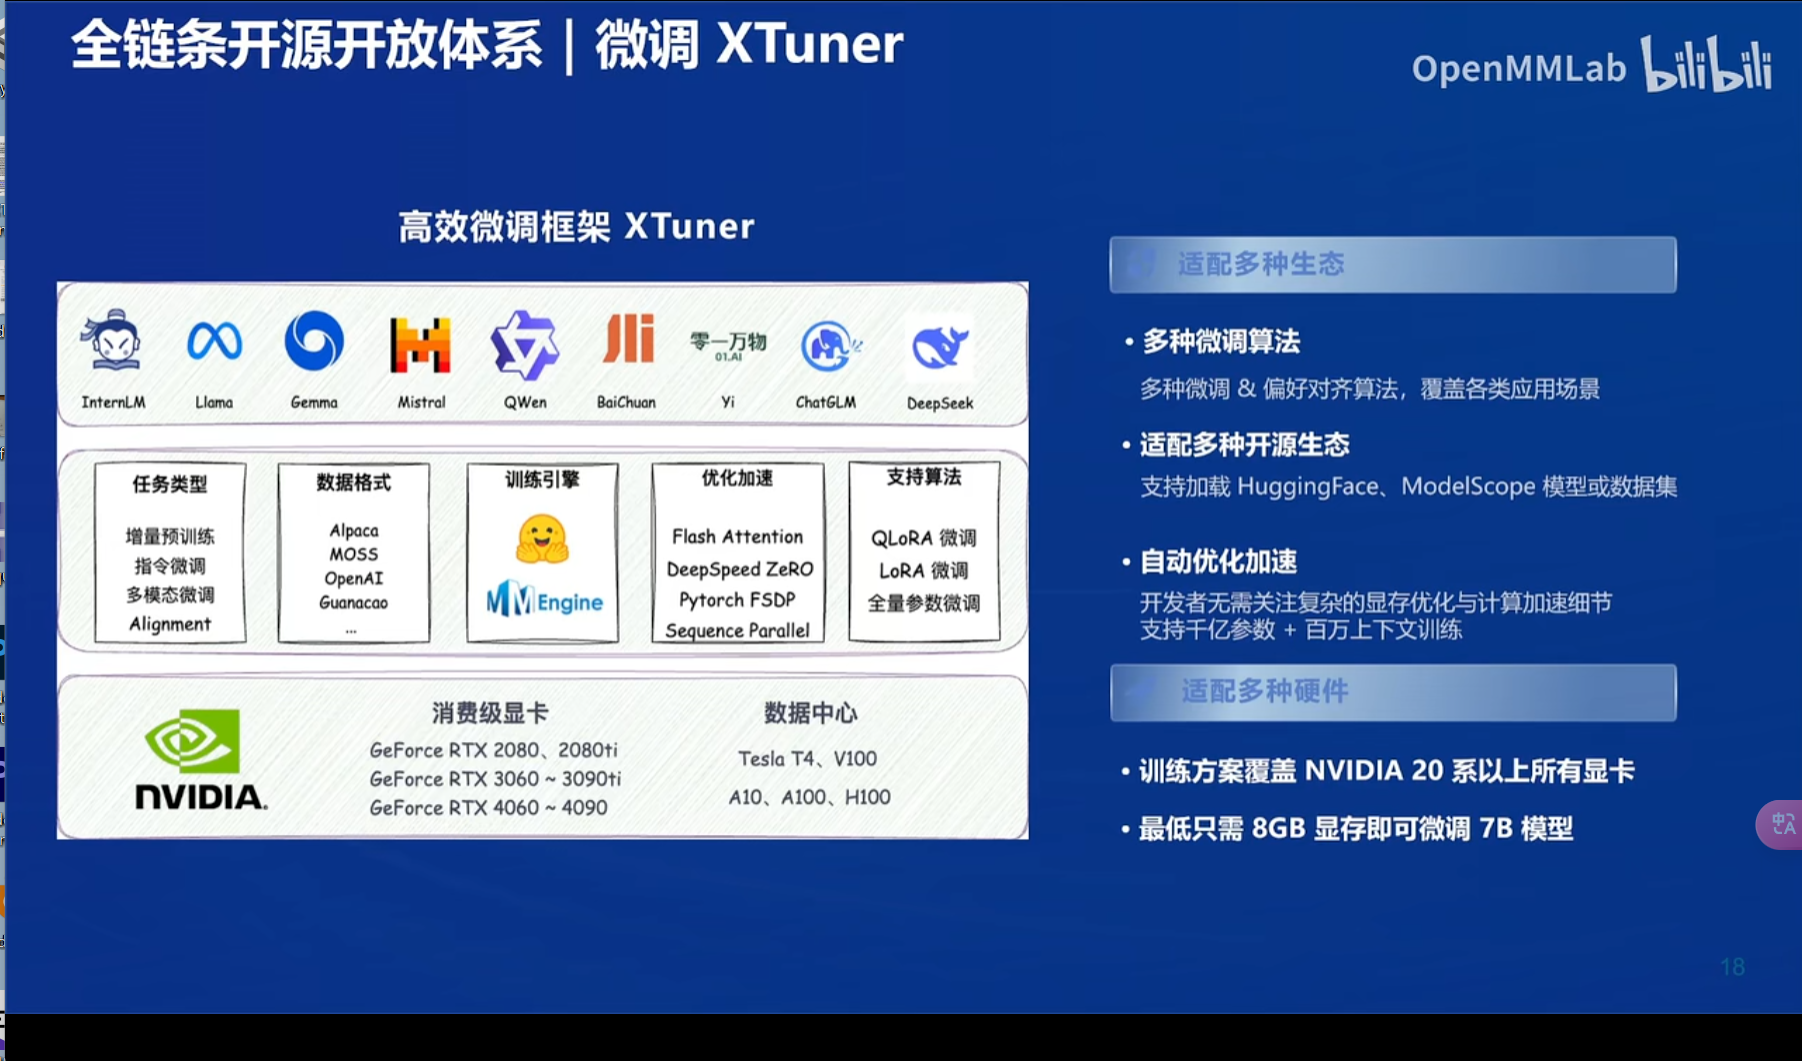 全链条开源开放体系 | 微调 XTuner
OpenMMLab bilibili
高效微调框架 XTuner
InternLM Llama Gemma Mistral QWen BaiChuan 零一万物 01.AI Yi ChatGLM DeepSeek
任务类型
增量预训练
指令微调
多模态微调
Alignment
数据格式
Alpaca
MOSS
OpenAI
Guanacao
...
训练引擎
MMEngine
优化加速
Flash Attention
DeepSpeed ZeRO
Pytorch FSDP
Sequence Parallel
支持算法
QLoRA 微调
LoRA 微调
全量参数微调
NVIDIA.
消费级显卡
GeForce RTX 2080、2080ti
GeForce RTX 3060 ~ 3090ti
GeForce RTX 4060 ~ 4090
数据中心
Tesla T4、V100
A10、A100、H100
适配多种生态
• 多种微调算法
多种微调 & 偏好对齐算法，覆盖各类应用场景
• 适配多种开源生态
支持加载 HuggingFace、ModelScope 模型或数据集
• 自动优化加速
开发者无需关注复杂的显存优化与计算加速细节
支持千亿参数 + 百万上下文训练
适配多种硬件
• 训练方案覆盖 NVIDIA 20 系以上所有显卡
• 最低只需 8GB 显存即可微调 7B 模型
中 A
18